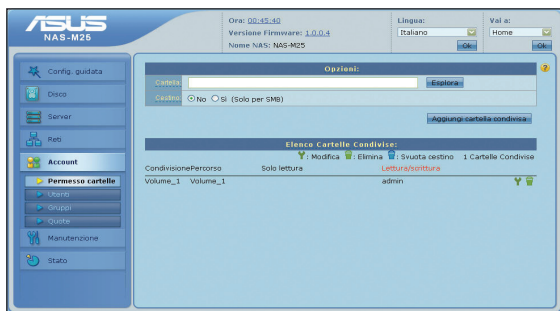 ASUS
NAS-M25
Ora: 00:45:40
Versione Firmware: 1.0.0.4
Nome NAS: NAS-M25
Lingua:
Italiano
Ok
Vai a:
Home
Ok
Config. guidata
Disco
Server
Reti
Account
Permesso cartelle
Utenti
Gruppi
Quote
Manutenzione
Stato
Opzioni:
Cartella:
Esplora
Cestino: No Sì (Solo per SMB)
Aggiungi cartella condivisa
Elenco Cartelle Condivise:
: Modifica : Elimina : Svuota cestino 1 Cartelle Condivise
Condivisione Percorso Solo lettura Lettura/scrittura
Volume_1 Volume_1 admin